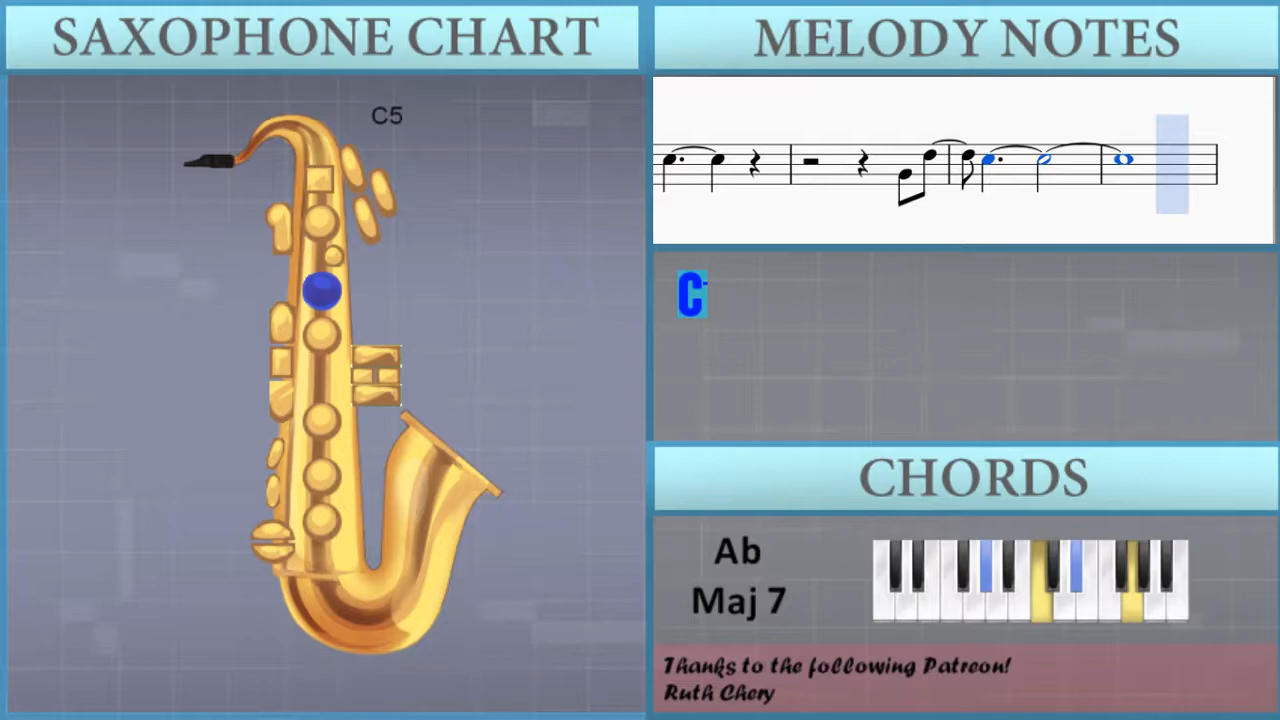 SAXOPHONE CHART
MELODY NOTES
C5
C
CHORDS
Ab
Maj 7
Thanks to the following Patreon!
Ruth Chery